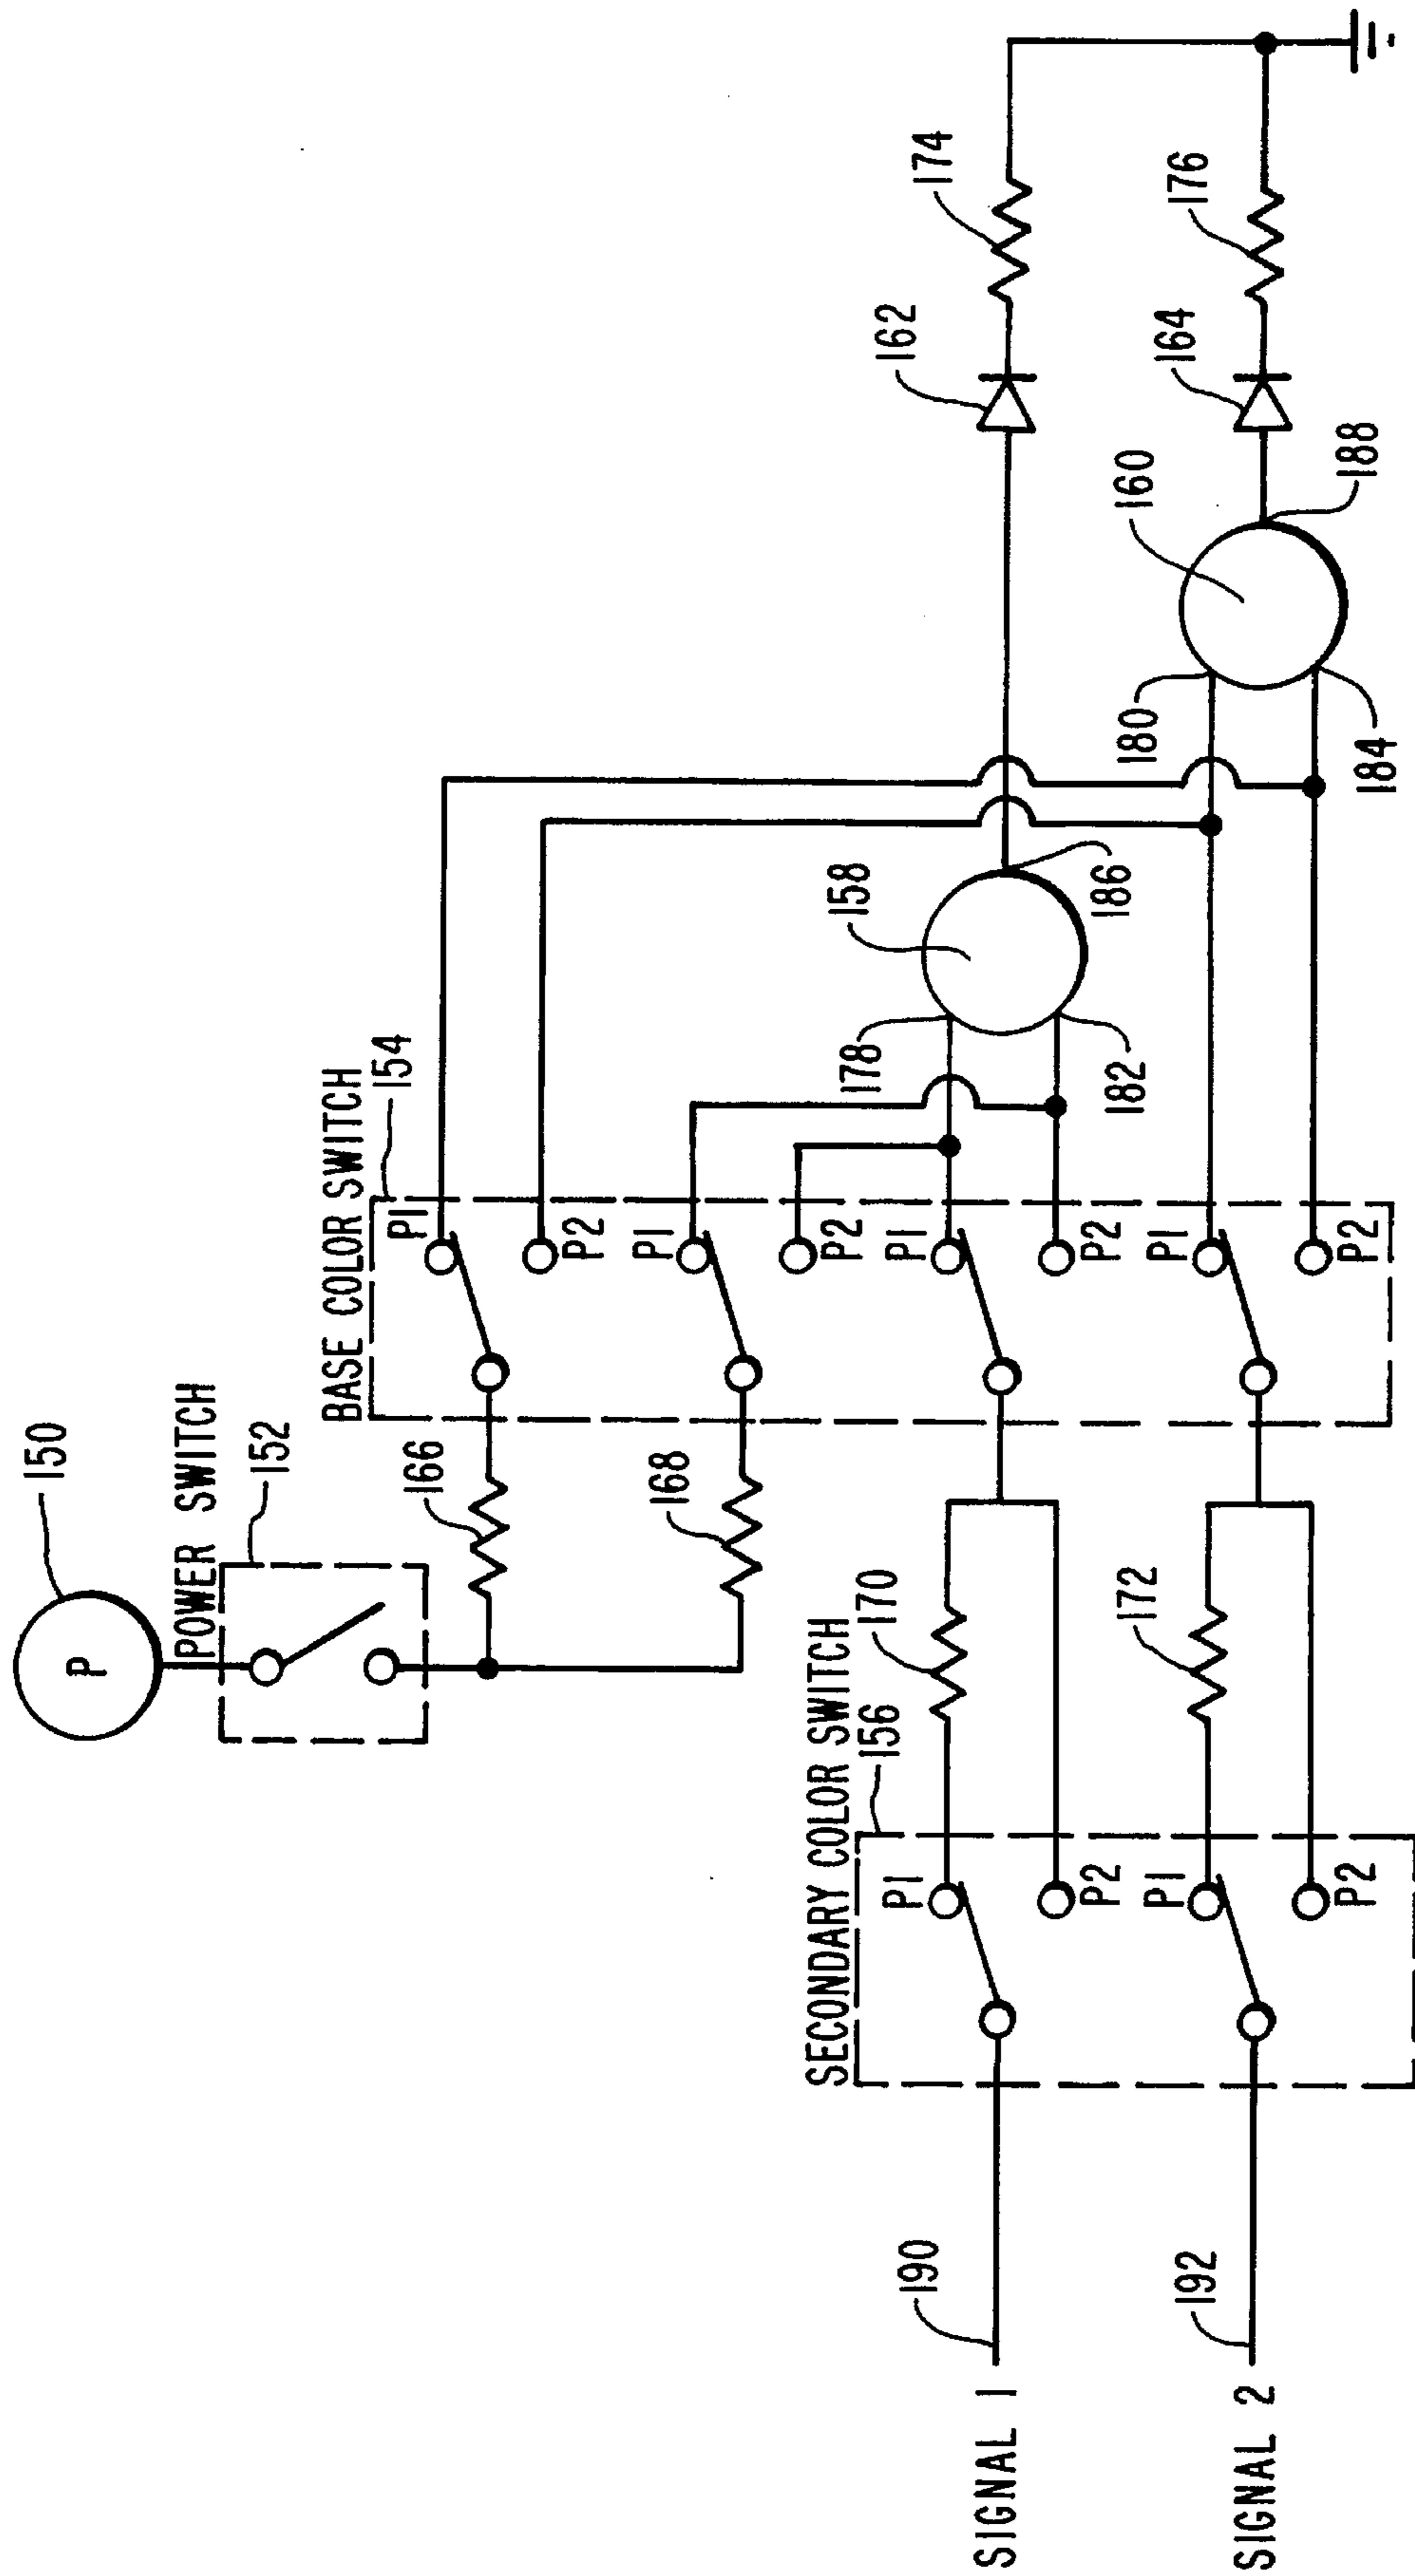 P
150
POWER SWITCH
152
BASE COLOR SWITCH
154
166
P1
P2
168
P1
P2
SECONDARY COLOR SWITCH
156
P1
170
P2
P1
P2
178
158
182
186
162
174
P1
172
P2
P1
P2
180
160
184
188
164
176
190
SIGNAL 1
192
SIGNAL 2